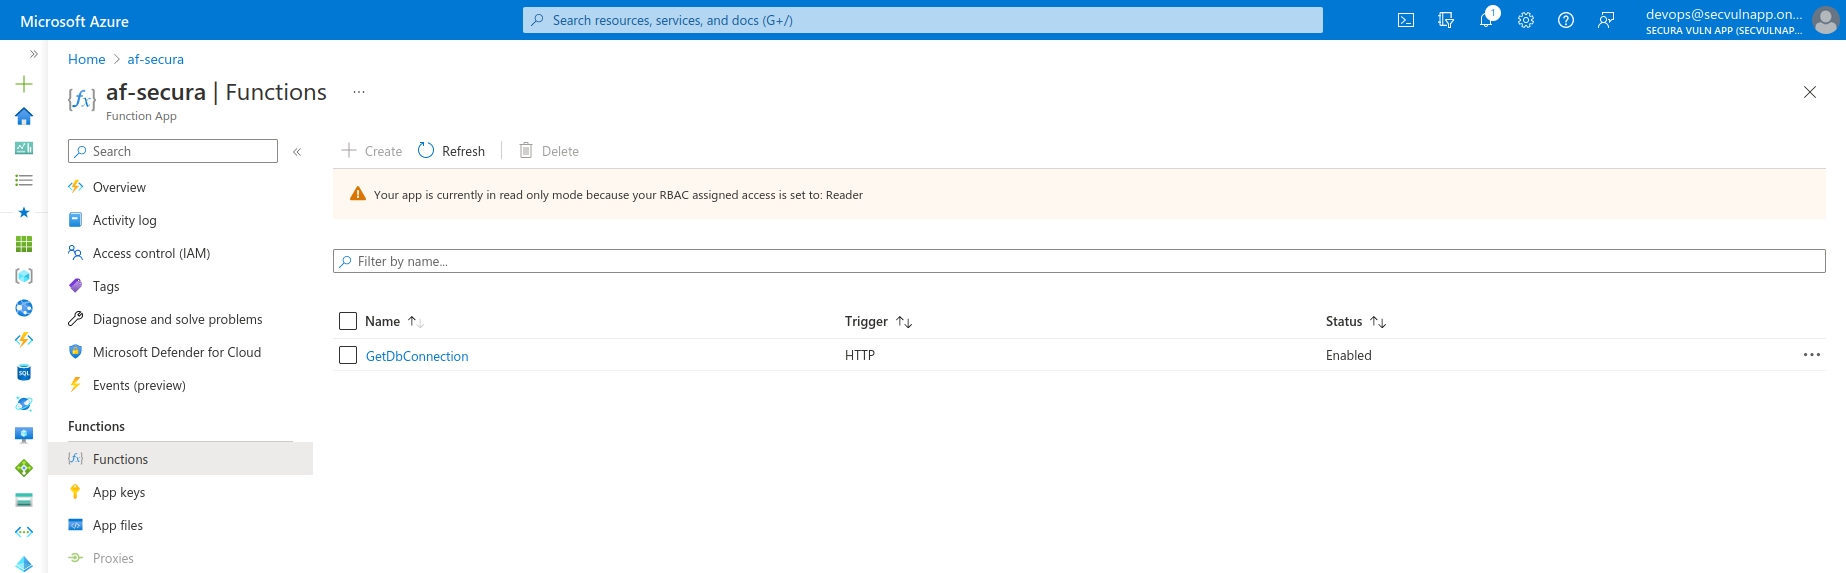 Microsoft Azure
Search resources, services, and docs (G+/)
1
devops@secvulnapp.on...
SECURA VULN APP (SECVULNAP...
Home > af-secura
af-secura | Functions ...
Function App
Search
Overview
Activity log
Access control (IAM)
Tags
Diagnose and solve problems
Microsoft Defender for Cloud
Events (preview)
Functions
Functions
App keys
App files
Proxies
Create Refresh Delete
Your app is currently in read only mode because your RBAC assigned access is set to: Reader
Filter by name...
Name Trigger Status
GetDbConnection HTTP Enabled
SQL